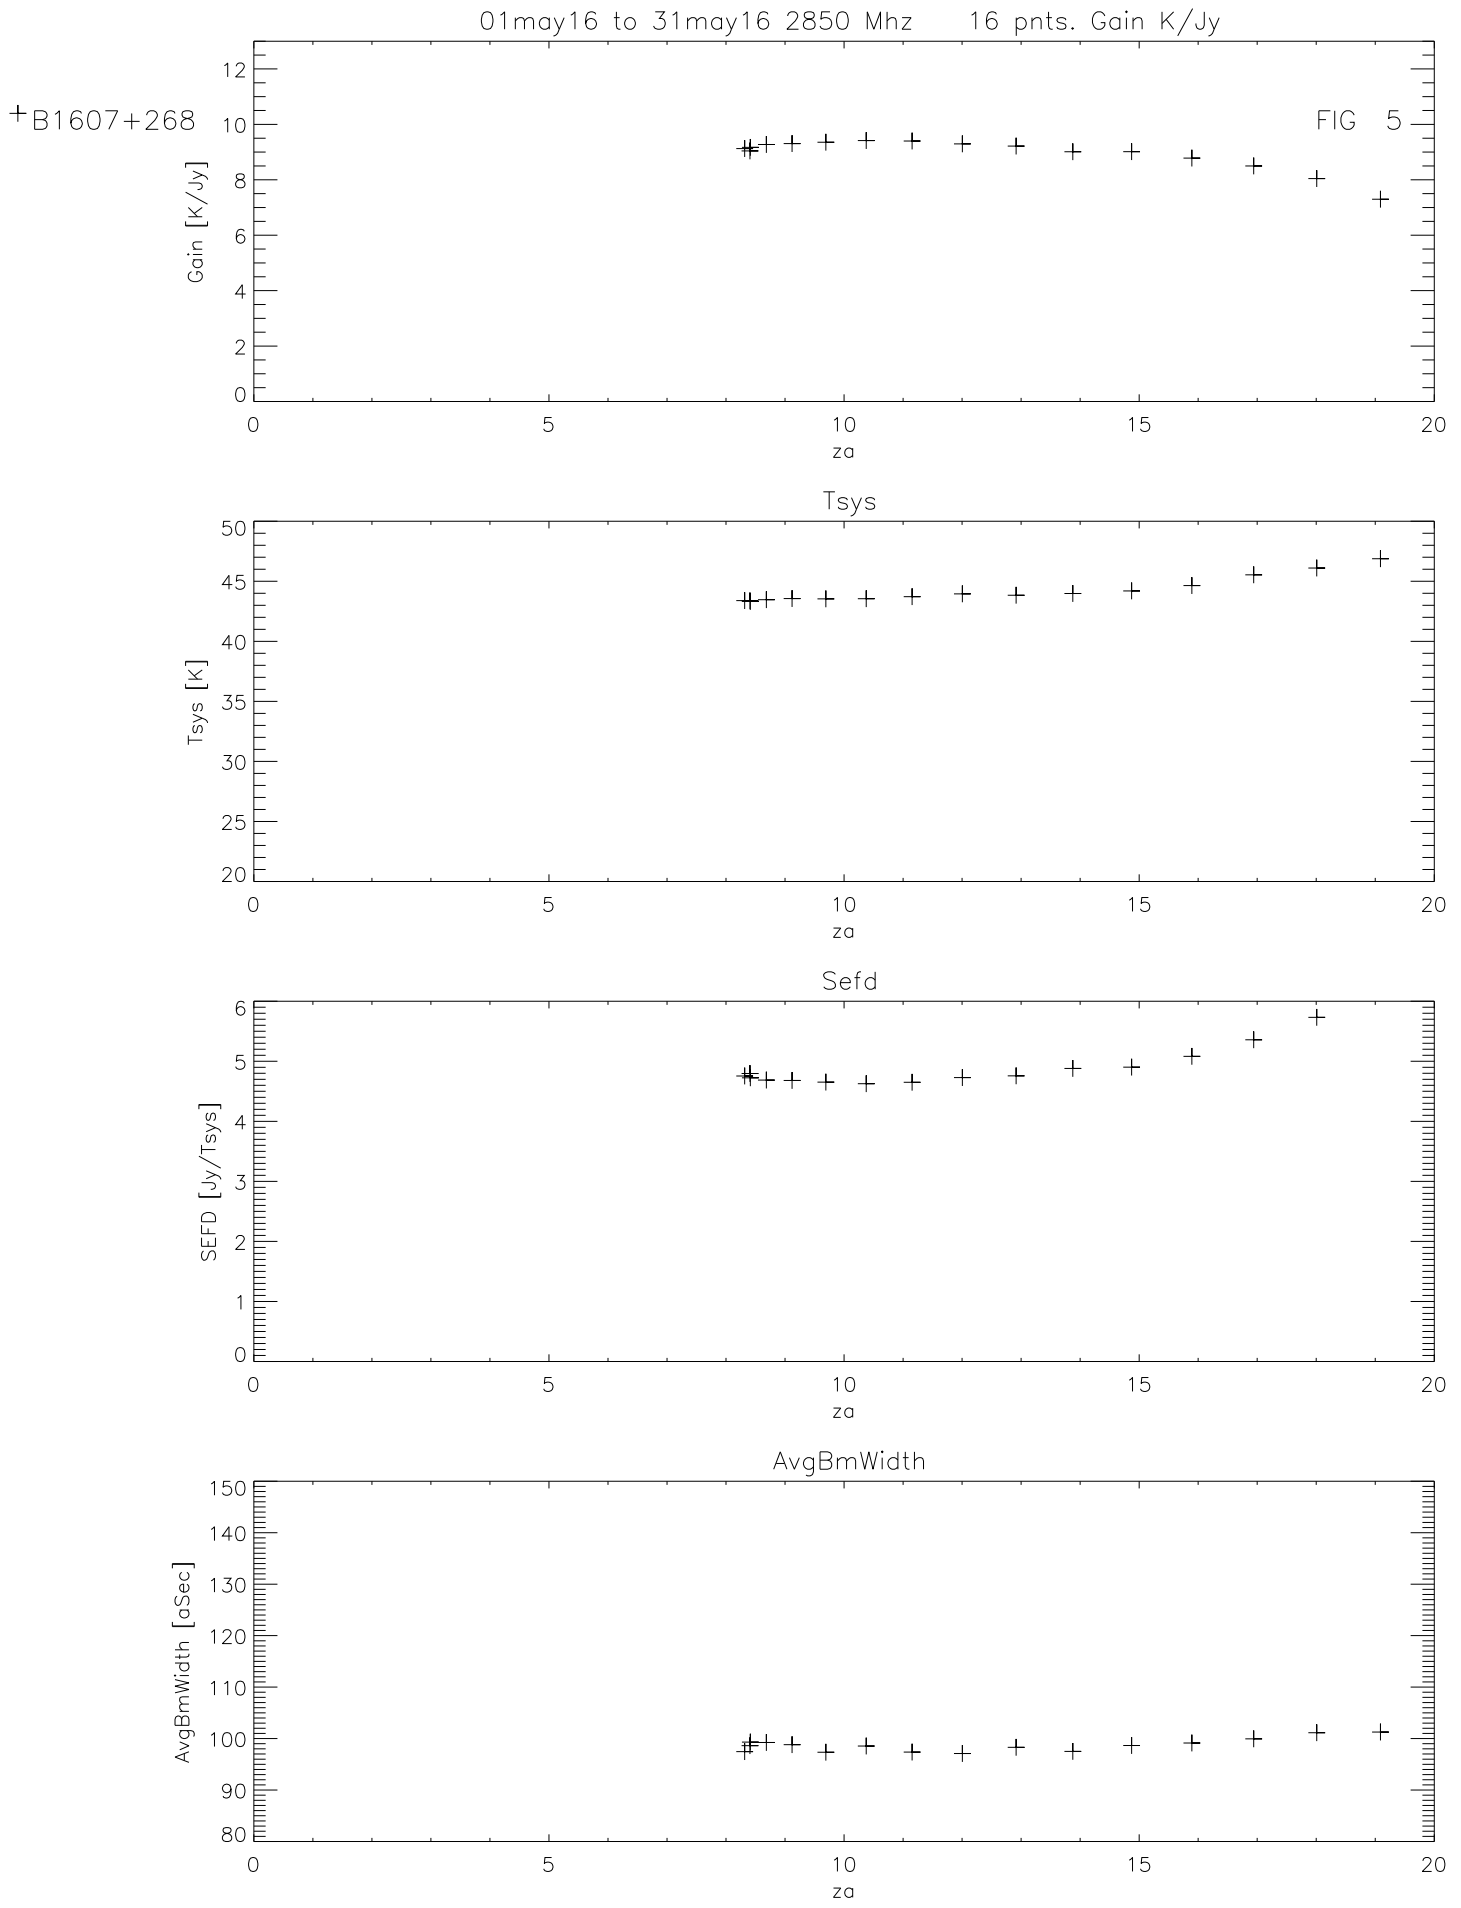 01may16 to 31may16 2850 Mhz 16 pnts. Gain K/Jy
+B1607+268
FIG 5
Gain [K/Jy]
12
10
8
6
4
2
0
0 5 10 15 20
za
Tsys
Tsys [K]
50
45
40
35
30
25
20
0 5 10 15 20
za
Sefd
SEFD [Jy/Tsys]
6
5
4
3
2
1
0
0 5 10 15 20
za
AvgBmWidth
AvgBmWidth [aSec]
150
140
130
120
110
100
90
80
0 5 10 15 20
za